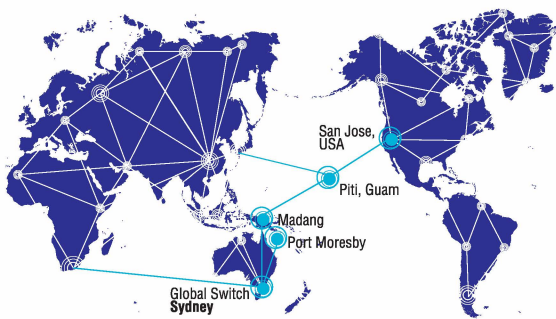 San Jose,
USA
Piti, Guam
Madang
Port Moresby
Global Switch
Sydney